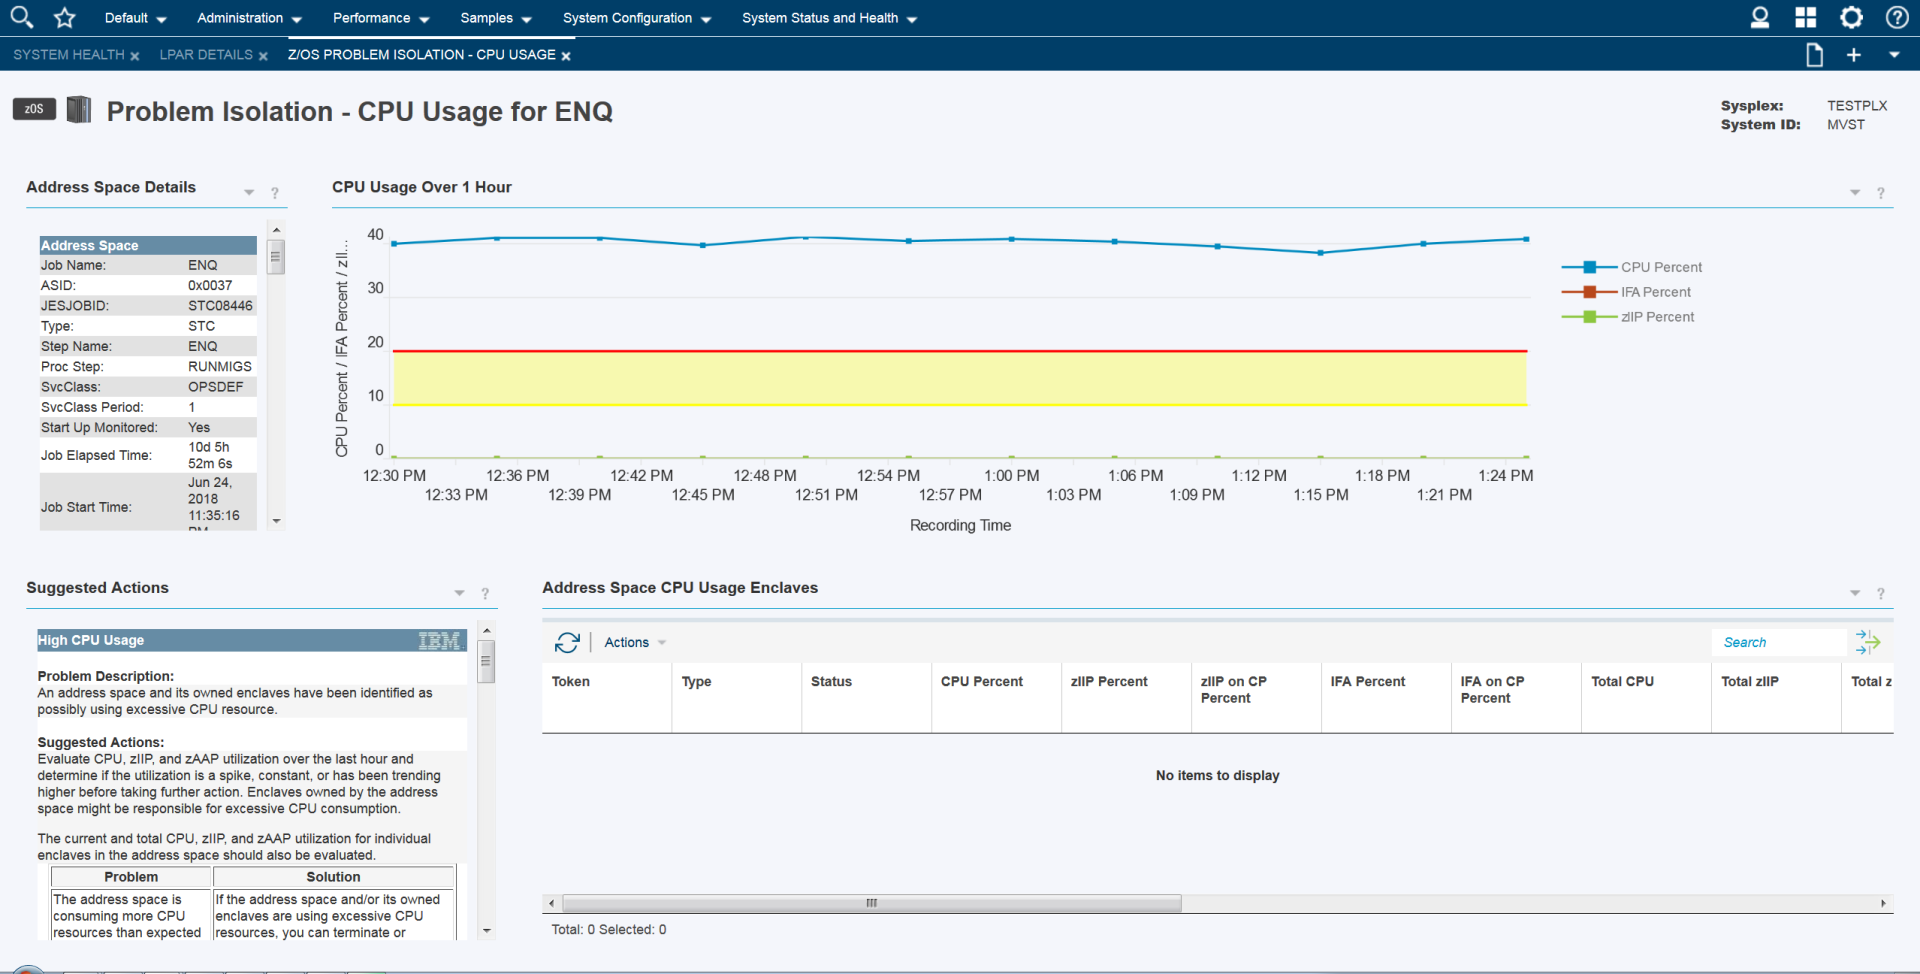 Default
Administration
Performance
Samples
System Configuration
System Status and Health
SYSTEM HEALTH x
LPAR DETAILS x
Z/OS PROBLEM ISOLATION - CPU USAGE x
zOS
Problem Isolation - CPU Usage for ENQ
Sysplex: TESTPLX
System ID: MVST
Address Space Details
?
Address Space
Job Name: ENQ
ASID: 0x0037
JESJOBID: STC08446
Type: STC
Step Name: ENQ
Proc Step: RUNMIGS
SvcClass: OPSDEF
SvcClass Period: 1
Start Up Monitored: Yes
Job Elapsed Time: 10d 5h
52m 6s
Job Start Time: Jun 24,
2018
11:35:16
PM
CPU Usage Over 1 Hour
?
CPU Percent / IFA Percent / zII...
40
30
20
10
0
12:30 PM
12:33 PM
12:36 PM
12:39 PM
12:42 PM
12:45 PM
12:48 PM
12:51 PM
12:54 PM
12:57 PM
1:00 PM
1:03 PM
1:06 PM
1:09 PM
1:12 PM
1:15 PM
1:18 PM
1:21 PM
1:24 PM
Recording Time
CPU Percent
IFA Percent
zIIP Percent
Suggested Actions
?
High CPU Usage
IBM
Problem Description:
An address space and its owned enclaves have been identified as
possibly using excessive CPU resource.
Suggested Actions:
Evaluate CPU, zIIP, and zAAP utilization over the last hour and
determine if the utilization is a spike, constant, or has been trending
higher before taking further action. Enclaves owned by the address
space might be responsible for excessive CPU consumption.
The current and total CPU, zIIP, and zAAP utilization for individual
enclaves in the address space should also be evaluated.
Problem
Solution
The address space is
consuming more CPU
resources than expected
If the address space and/or its owned
enclaves are using excessive CPU
resources, you can terminate or
Address Space CPU Usage Enclaves
?
Actions
Search
Token
Type
Status
CPU Percent
zIIP Percent
zIIP on CP
Percent
IFA Percent
IFA on CP
Percent
Total CPU
Total zIIP
Total z
No items to display
Total: 0 Selected: 0